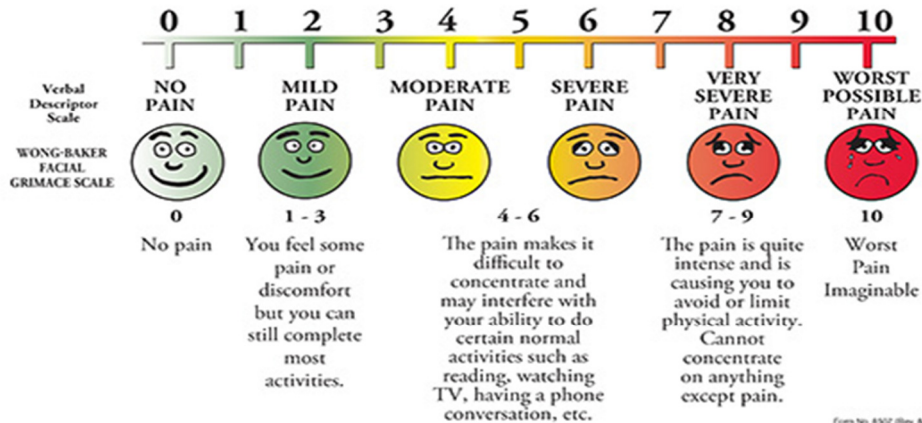 0 1 2 3 4 5 6 7 8 9 10
Verbal
Descriptor
Scale
NO
PAIN
MILD
PAIN
MODERATE
PAIN
SEVERE
PAIN
VERY
SEVERE
PAIN
WORST
POSSIBLE
PAIN
WONG-BAKER
FACIAL
GRIMACE SCALE
0
No pain
1 - 3
You feel some
pain or
discomfort
but you can
still complete
most
activities.
4 - 6
The pain makes it
difficult to
concentrate and
may interfere with
your ability to do
certain normal
activities such as
reading, watching
TV, having a phone
conversation, etc.
7 - 9
The pain is quite
intense and is
causing you to
avoid or limit
physical activity.
Cannot
concentrate
on anything
except pain.
10
Worst
Pain
Imaginable
Form No.